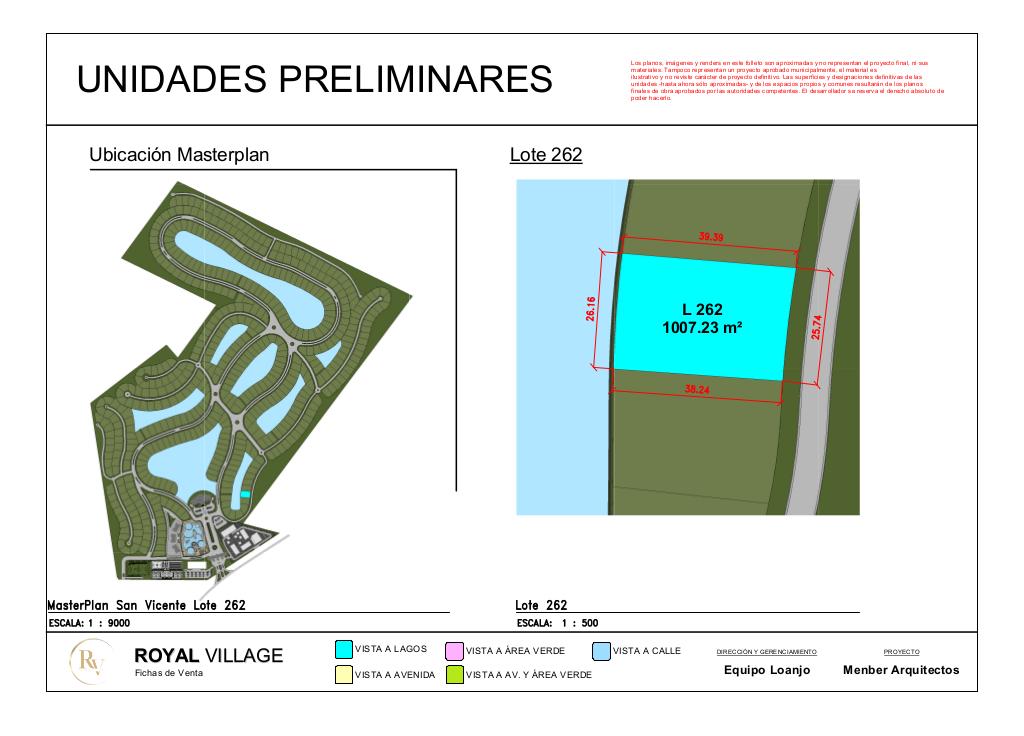 UNIDADES PRELIMINARES
Los planos, imágenes y renders en este folleto son aproximadas y no representan el proyecto final, ni sus
materiales. Tampoco representan un proyecto aprobado municipalmente, el material es
ilustrativo y no reviste carácter de proyecto definitivo. Las superficies y designaciones definitivas de las
unidades -hasta ahora sólo aproximadas- y de los espacios propios y comunes resultarán de los planos
finales de obra aprobados por las autoridades competentes. El desarrollador se reserva el derecho absoluto de
poder hacerlo.
Ubicación Masterplan
Lote 262
39.39
26.16
L 262
1007.23 m²
25.74
38.24
MasterPlan San Vicente Lote 262
ESCALA: 1 : 9000
Lote 262
ESCALA: 1 : 500
RV
ROYAL VILLAGE
Fichas de Venta
VISTA A LAGOS
VISTA A ÁREA VERDE
VISTA A CALLE
VISTA A AVENIDA
VISTA A AV. Y ÁREA VERDE
DIRECCIÓN Y GERENCIAMIENTO
Equipo Loanjo
PROYECTO
Menber Arquitectos